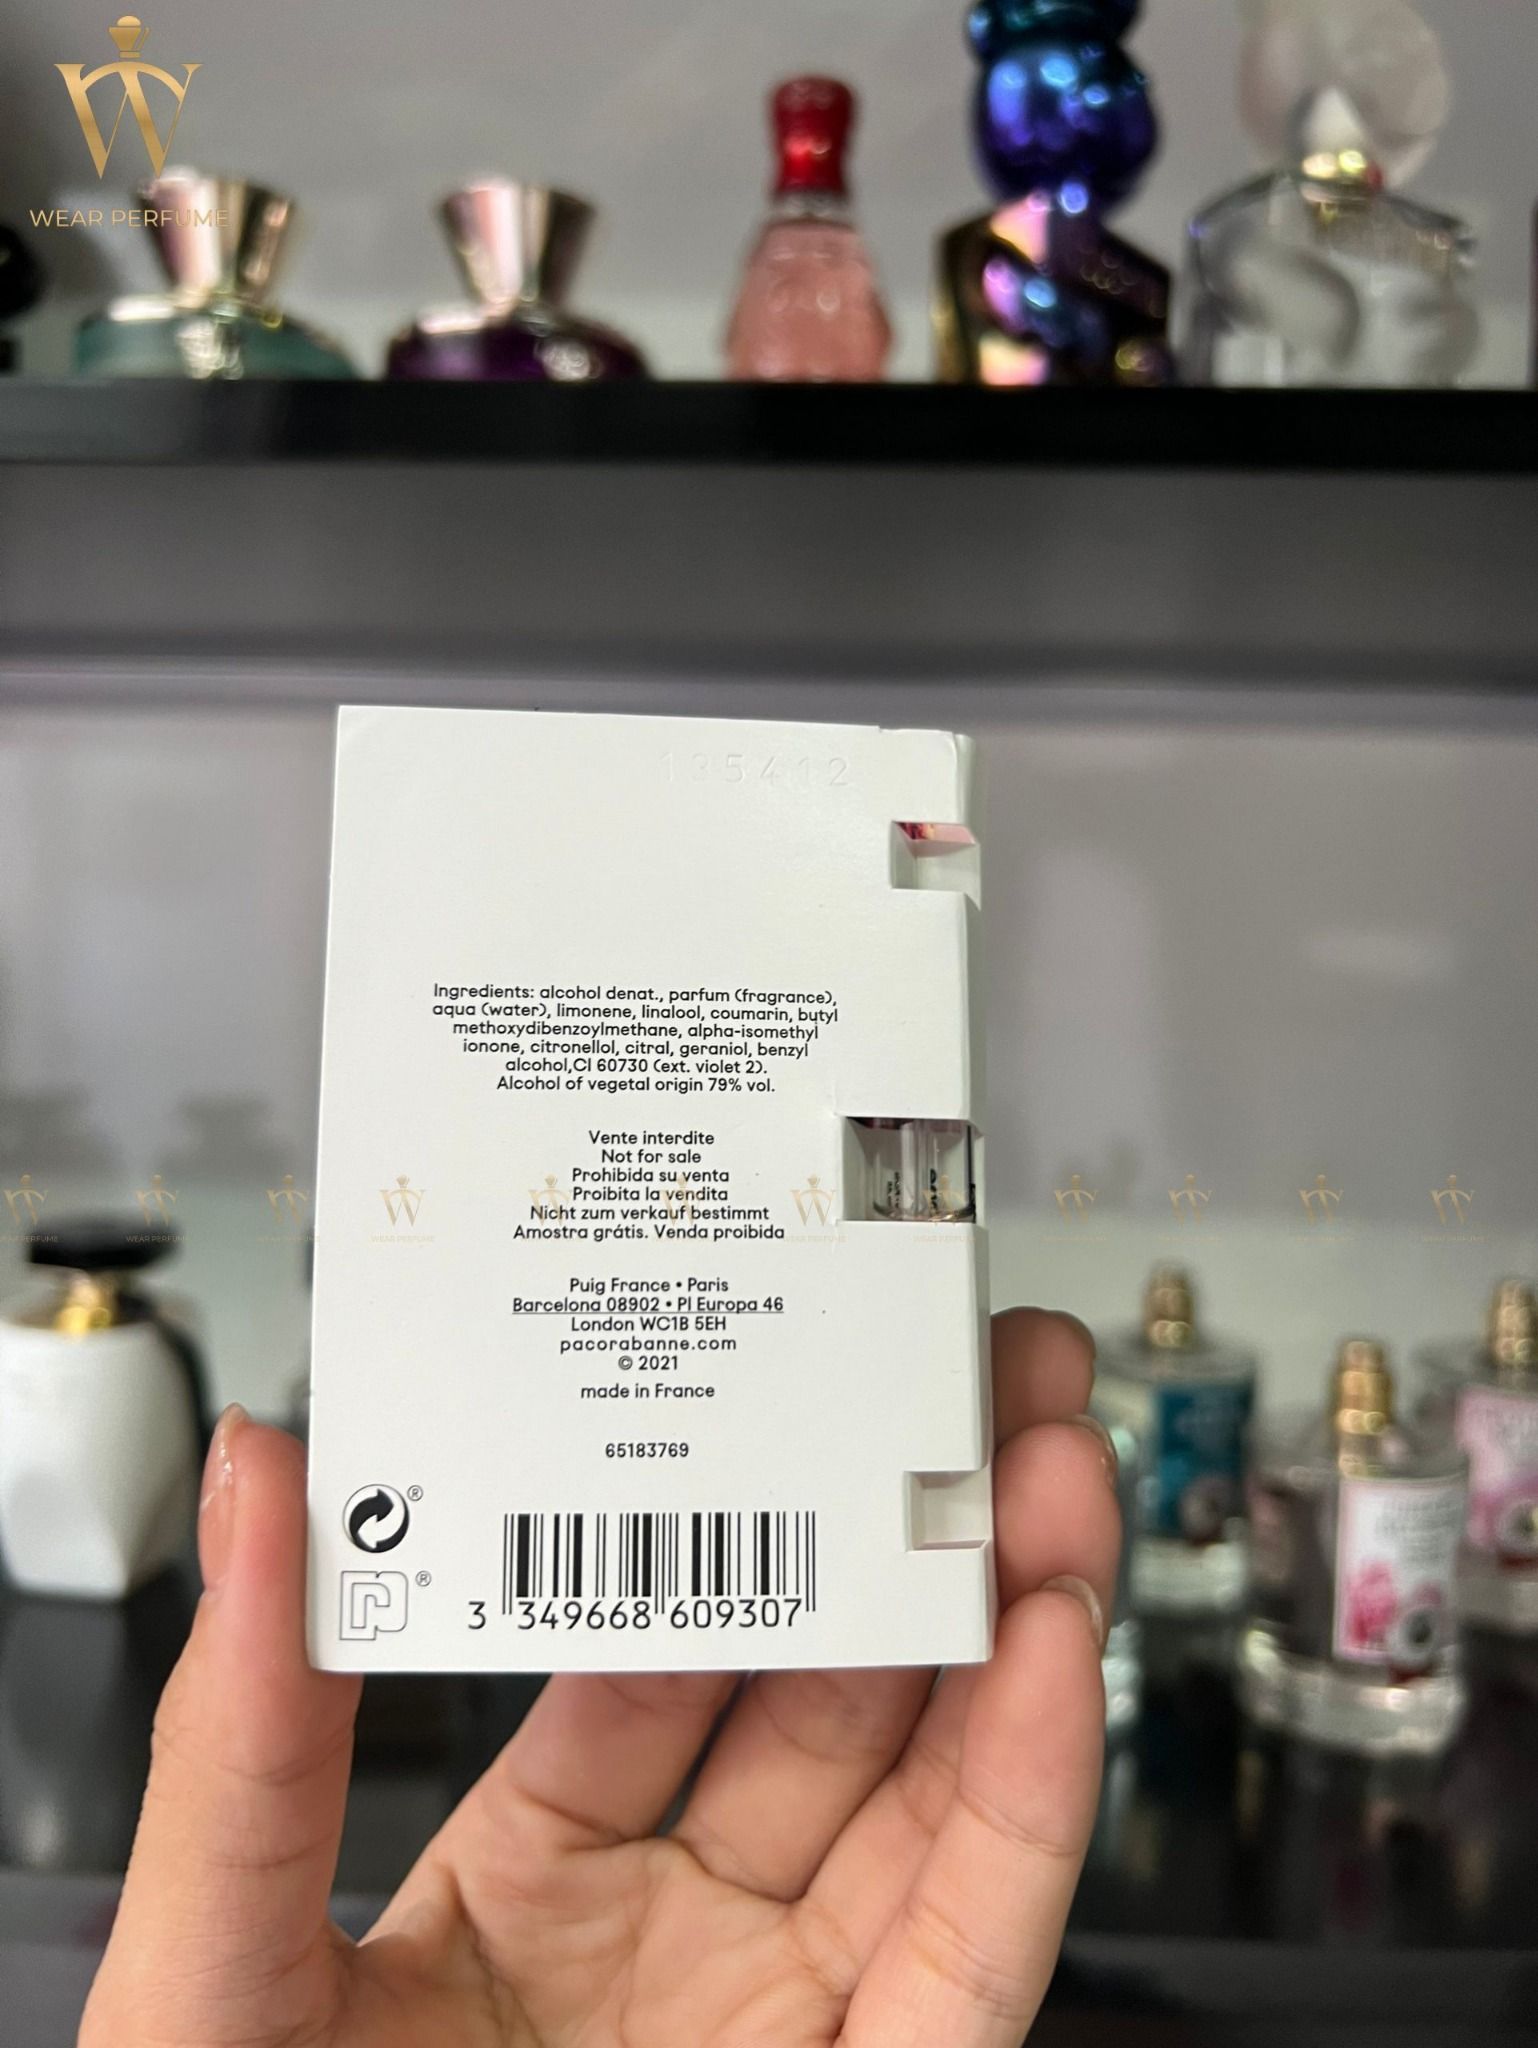 WEAR PERFUME
135412
Ingredients: alcohol denat., parfum (fragrance),
aqua (water), limonene, linalool, coumarin, butyl
methoxydibenzoylmethane, alpha-isomethyl
ionone, citronellol, citral, geraniol, benzyl
alcohol,CI 60730 (ext. violet 2).
Alcohol of vegetal origin 79% vol.
Vente interdite
Not for sale
Prohibida su venta
Proibita la vendita
Nicht zum verkauf bestimmt
Amostra grátis. Venda proibida
Puig France • Paris
Barcelona 08902 • Pl Europa 46
London WC1B 5EH
pacorabanne.com
© 2021
made in France
65183769
3 349668 609307